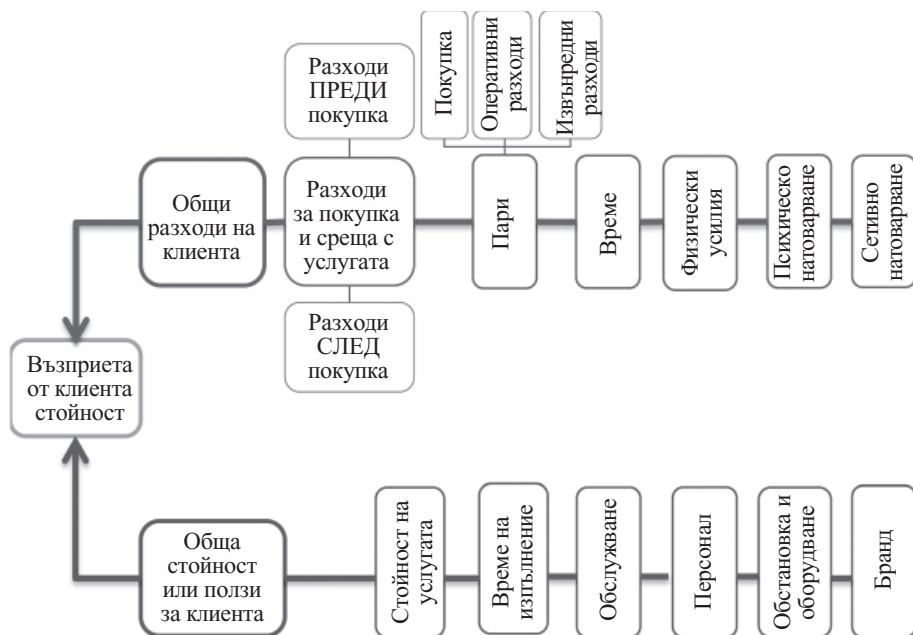 Разходи
ПРЕДИ
покупка
Покупка
Оперативни
разходи
Извънредни
разходи
Общи
разходи на
клиента
Разходи
за покупка
и среща с
услугата
Пари
Време
Физически
усилия
Психическо
натоварване
Сетивно
натоварване
Разходи
СЛЕД
покупка
Възприета
от клиента
стойност
Обща
стойност
или ползи
за клиента
Стойност на
услугата
Време на
изпълнение
Обслужване
Персонал
Обстановка и
оборудване
Бранд